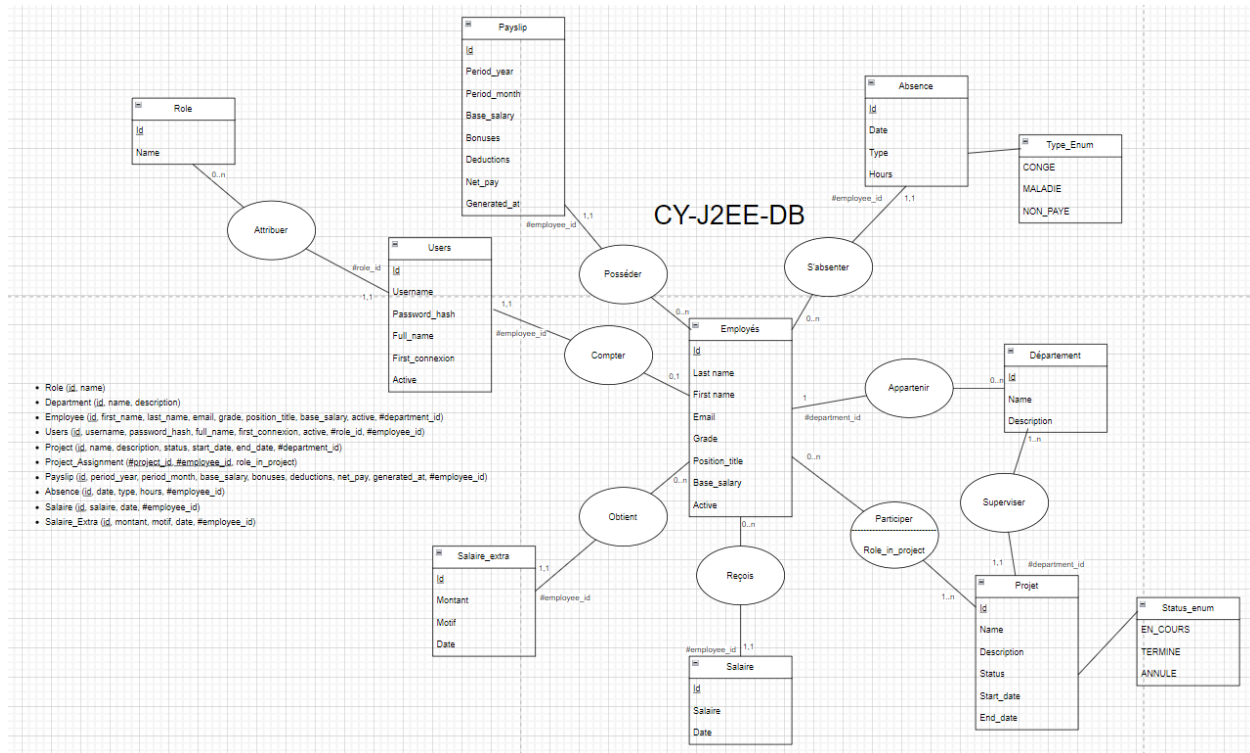 Payslip
Id
Period_year
Period_month
Base_salary
Bonuses
Deductions
Net_pay
Generated_at
Role
Id
Name
0..n
Attribuer
#role_id
1,1
Users
Id
Username
Password_hash
Full_name
First_connexion
Active
#employee_id
1,1
Posséder
0..n
CY-J2EE-DB
Absence
Id
Date
Type
Hours
Type_Enum
CONGE
MALADIE
NON_PAYE
#employee_id
1.1
S'absenter
0..n
1,1
#employee_id
Compter
0,1
Employés
Id
Last name
First name
Email
Grade
Position_title
Base_salary
Active
Appartenir
1
#department_id
0..n
Département
Id
Name
Description
1..n
Superviser
1,1
#department_id
• Role (id, name)
• Department (id, name, description)
• Employee (id, first_name, last_name, email, grade, position_title, base_salary, active, #department_id)
• Users (id, username, password_hash, full_name, first_connexion, active, #role_id, #employee_id)
• Project (id, name, description, status, start_date, end_date, #department_id)
• Project_Assignment (#project_id, #employee_id, role_in_project)
• Payslip (id, period_year, period_month, base_salary, bonuses, deductions, net_pay, generated_at, #employee_id)
• Absence (id, date, type, hours, #employee_id)
• Salaire (id, salaire, date, #employee_id)
• Salaire_Extra (id, montant, motif, date, #employee_id)
0..n
Obtient
1,1
#employee_id
Salaire_extra
Id
Montant
Motif
Date
0..n
Reçois
#employee_id
1,1
Salaire
Id
Salaire
Date
0..n
Participer
Role_in_project
1..n
Projet
Id
Name
Description
Status
Start_date
End_date
Status_enum
EN_COURS
TERMINE
ANNULE